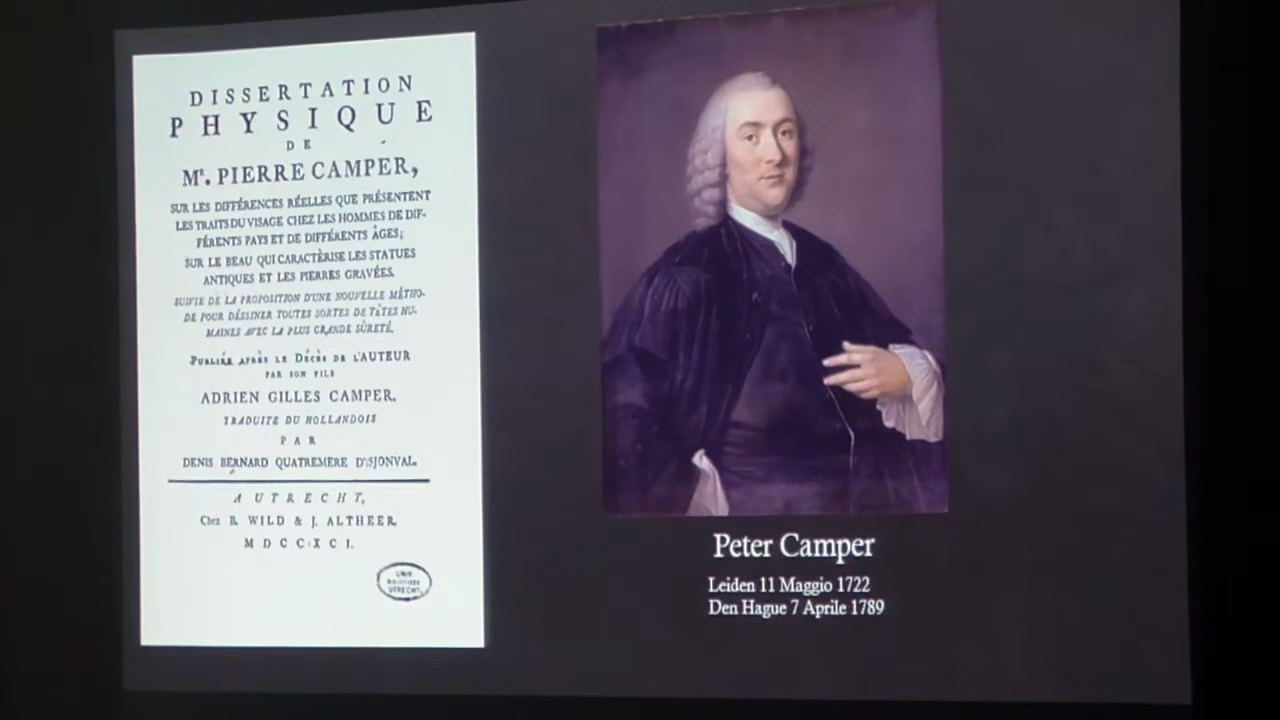 DISSERTATION
PHYSIQUE
DE
Mr. PIERRE CAMPER,
SUR LES DIFFÉRENCES RÉELLES QUE PRÉSENTENT
LES TRAITS DU VISAGE CHEZ LES HOMMES DE DIF-
FÉRENTS PAYS ET DE DIFFÉRENTS ÂGES;
SUR LE BEAU QUI CARACTÈRISE LES STATUES
ANTIQUES ET LES PIERRES GRAVÉES.
SUIVIE DE LA PROPOSITION D'UNE NOUVELLE MÉTHO-
DE POUR DÉSSINER TOUTES SORTES DE TÊTES HU-
MAINES AVEC LA PLUS GRANDE SÛRETÉ.
PUBLIÉE APRÈS LE DÉCÈS DE L'AUTEUR
PAR SON FILS
ADRIEN GILLES CAMPER.
TRADUITE DU HOLLANDOIS
PAR
DENIS BERNARD QUATREMERE D'ISJONVAL.
A UTRECHT,
Chez B. WILD & J. ALTHEER.
MDCCXCI.
UNIV
UTRECHT
Peter Camper
Leiden 11 Maggio 1722
Den Hague 7 Aprile 1789